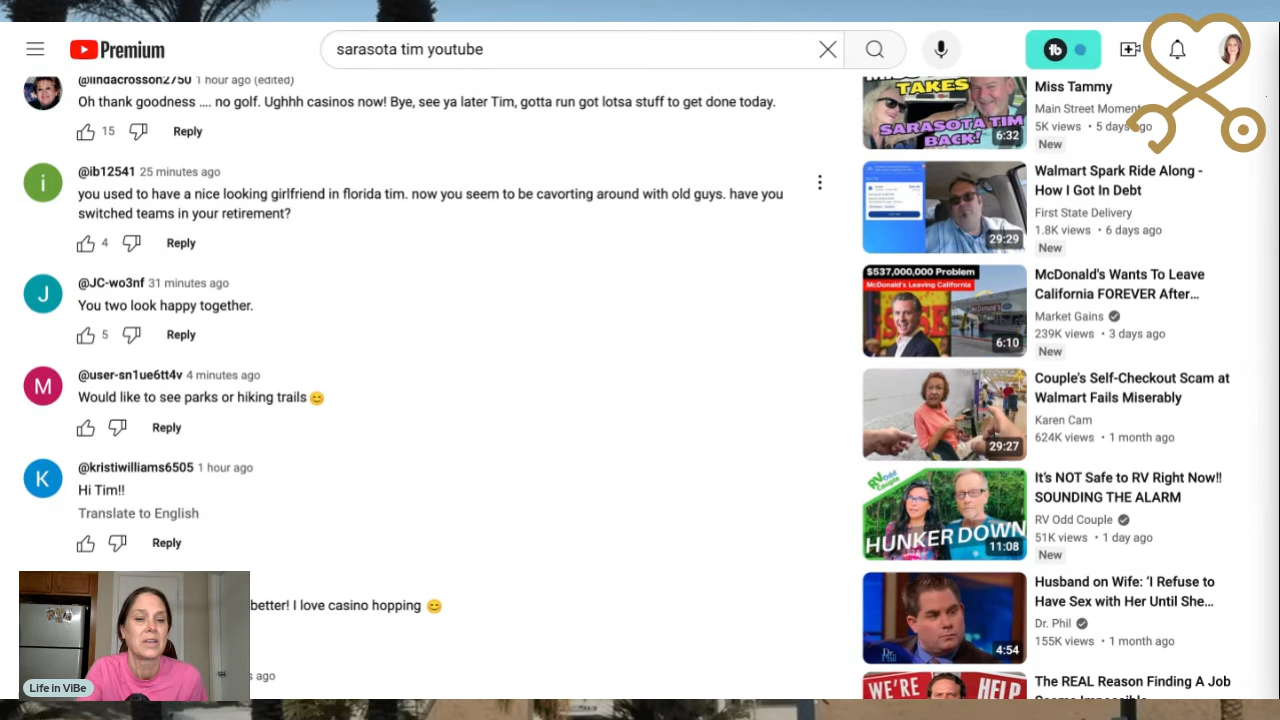 Premium
sarasota tim youtube
@lindacrosson2750 1 hour ago (edited)
Oh thank goodness .... no golf. Ughhh casinos now! Bye, see ya later Tim, gotta run got lotsa stuff to get done today.
15
Reply
@ib12541 25 minutes ago
you used to have a nice looking girlfriend in florida tim. now you seem to be cavorting around with old guys. have you
switched teams in your retirement?
4
Reply
@JC-wo3nf 31 minutes ago
You two look happy together.
5
Reply
@user-sn1ue6tt4v 4 minutes ago
Would like to see parks or hiking trails😊
Reply
@kristiwilliams6505 1 hour ago
Hi Tim!!
Translate to English
Reply
better! I love casino hopping 😊
s ago
Life in ViBe
i
J
M
K
tb
TAKES
SARASOTA TIM
BACK!
6:32
Miss Tammy
Main Street Moment
5K views • 5 days ago
New
29:29
Walmart Spark Ride Along -
How I Got In Debt
First State Delivery
1.8K views • 6 days ago
New
$537,000,000 Problem
McDonald's Leaving California
6:10
McDonald's Wants To Leave
California FOREVER After...
Market Gains
239K views • 3 days ago
New
29:27
Couple's Self-Checkout Scam at
Walmart Fails Miserably
Karen Cam
624K views • 1 month ago
RV Odd
Couple
HUNKER DOWN
11:08
It's NOT Safe to RV Right Now!!
SOUNDING THE ALARM
RV Odd Couple
51K views • 1 day ago
New
Dr.
Phil
4:54
Husband on Wife: 'I Refuse to
Have Sex with Her Until She...
Dr. Phil
155K views • 1 month ago
WE'RE
HELP
The REAL Reason Finding A Job
Seems Impossible